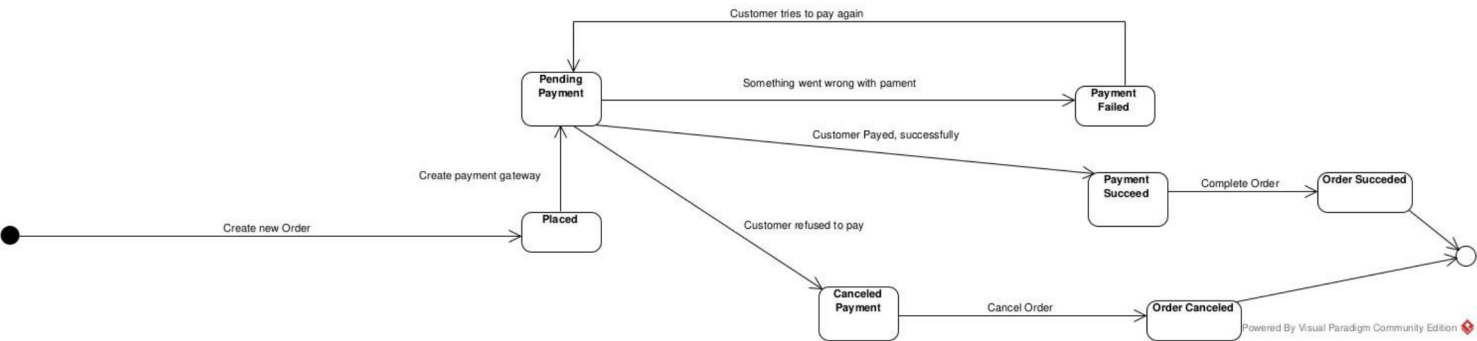 Customer tries to pay again
Pending
Payment
Something went wrong with pament
Payment
Failed
Customer Payed, successfully
Create payment gateway
Payment
Succeed
Complete Order
Order Succeded
Placed
Create new Order
Customer refused to pay
Canceled
Payment
Cancel Order
Order Canceled
Powered By Visual Paradigm Community Edition